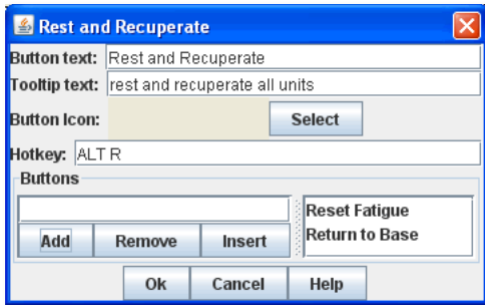 Rest and Recuperate
Button text: Rest and Recuperate
Tooltip text: rest and recuperate all units
Button Icon: Select
Hotkey: ALT R
Buttons
Reset Fatigue
Return to Base
Add Remove Insert
Ok Cancel Help